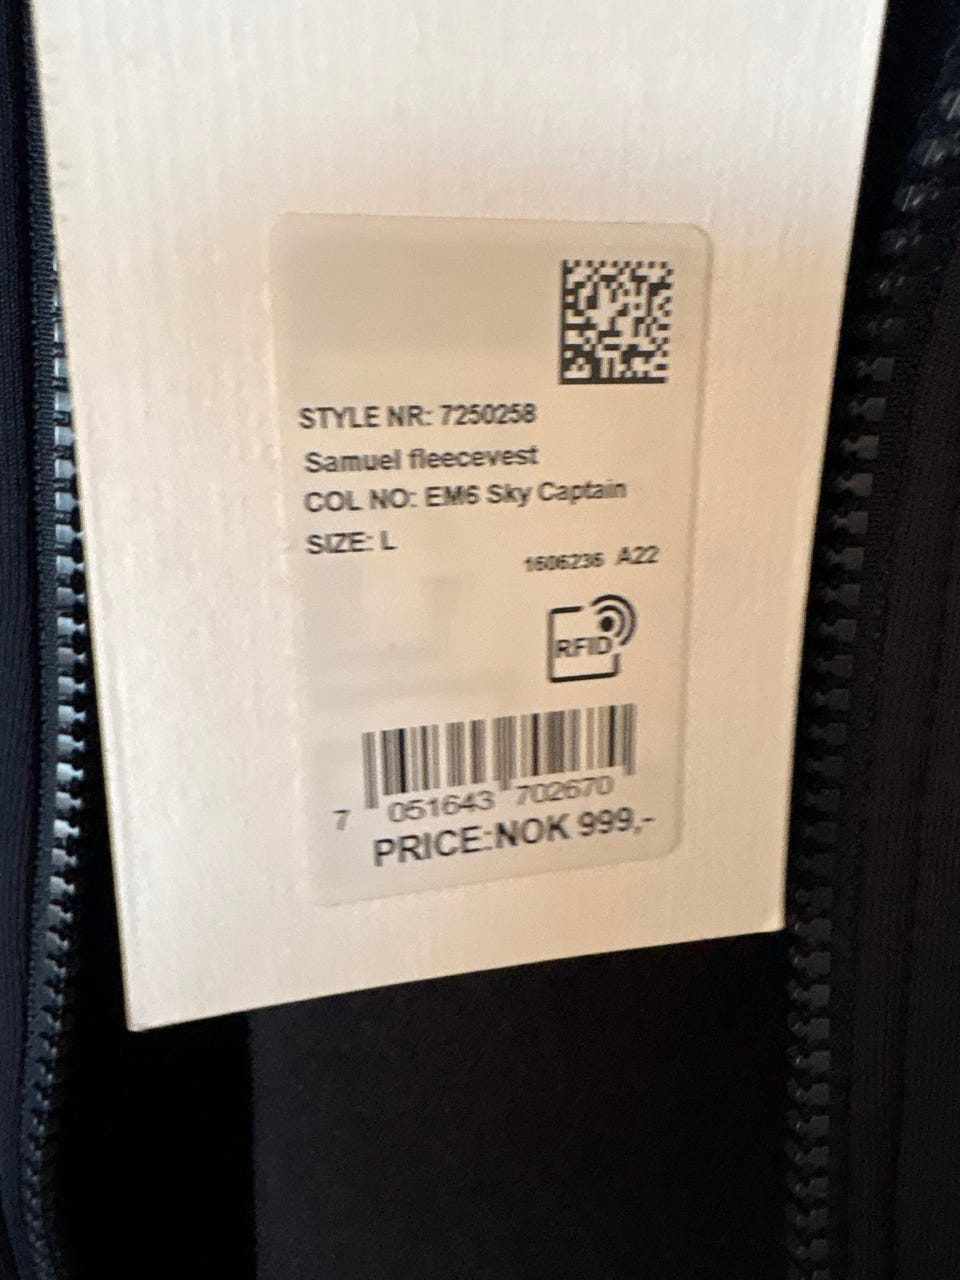 STYLE NR: 7250258
Samuel fleecevest
COL NO: EM6 Sky Captain
SIZE: L
1606236 A22
RFID
7 051643 702670
PRICE:NOK 999,-